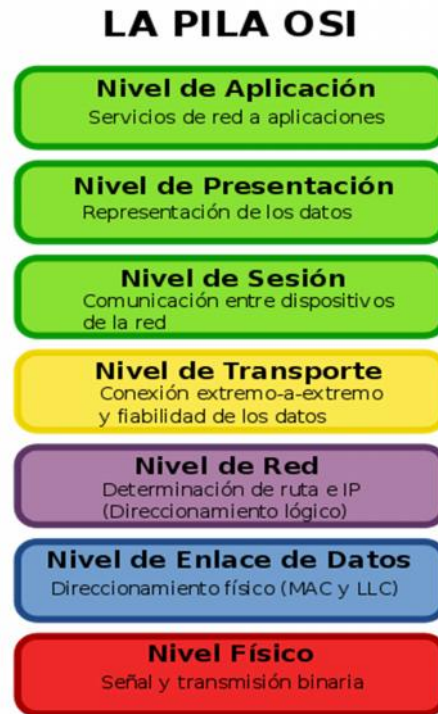 LA PILA OSI
Nivel de Aplicación
Servicios de red a aplicaciones
Nivel de Presentación
Representación de los datos
Nivel de Sesión
Comunicación entre dispositivos
de la red
Nivel de Transporte
Conexión extremo-a-extremo
y fiabilidad de los datos
Nivel de Red
Determinación de ruta e IP
(Direccionamiento lógico)
Nivel de Enlace de Datos
Direccionamiento físico (MAC y LLC)
Nivel Físico
Señal y transmisión binaria